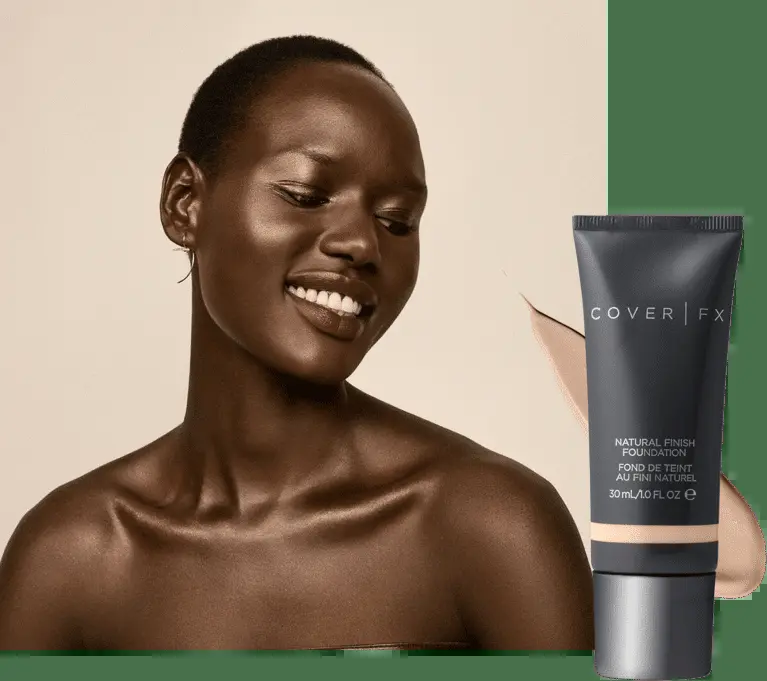 COVER | FX
NATURAL FINISH
FOUNDATION
FOND DE TEINT
AU FINI NATUREL
30 mL/1.0 FL OZ ℮